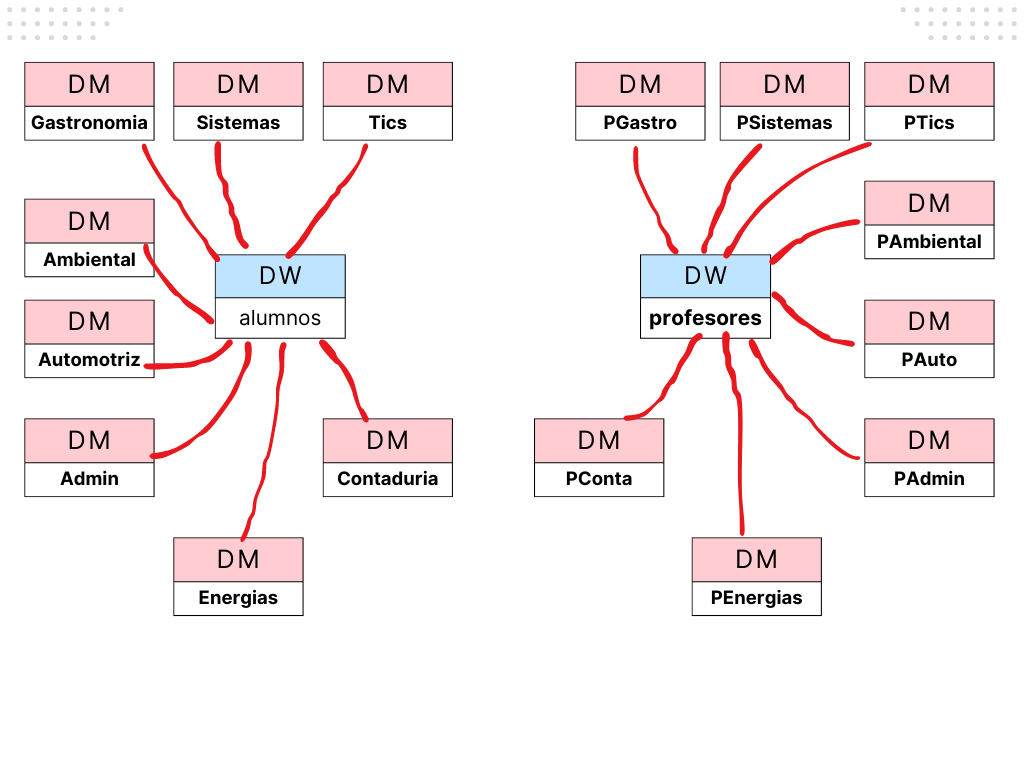 DM
Gastronomia
DM
Sistemas
DM
Tics
DM
Ambiental
DW
alumnos
DM
Automotriz
DM
Admin
DM
Contaduria
DM
Energias
DM
PGastro
DM
PSistemas
DM
PTics
DM
PAmbiental
DW
profesores
DM
PAuto
DM
PConta
DM
PAdmin
DM
PEnergias